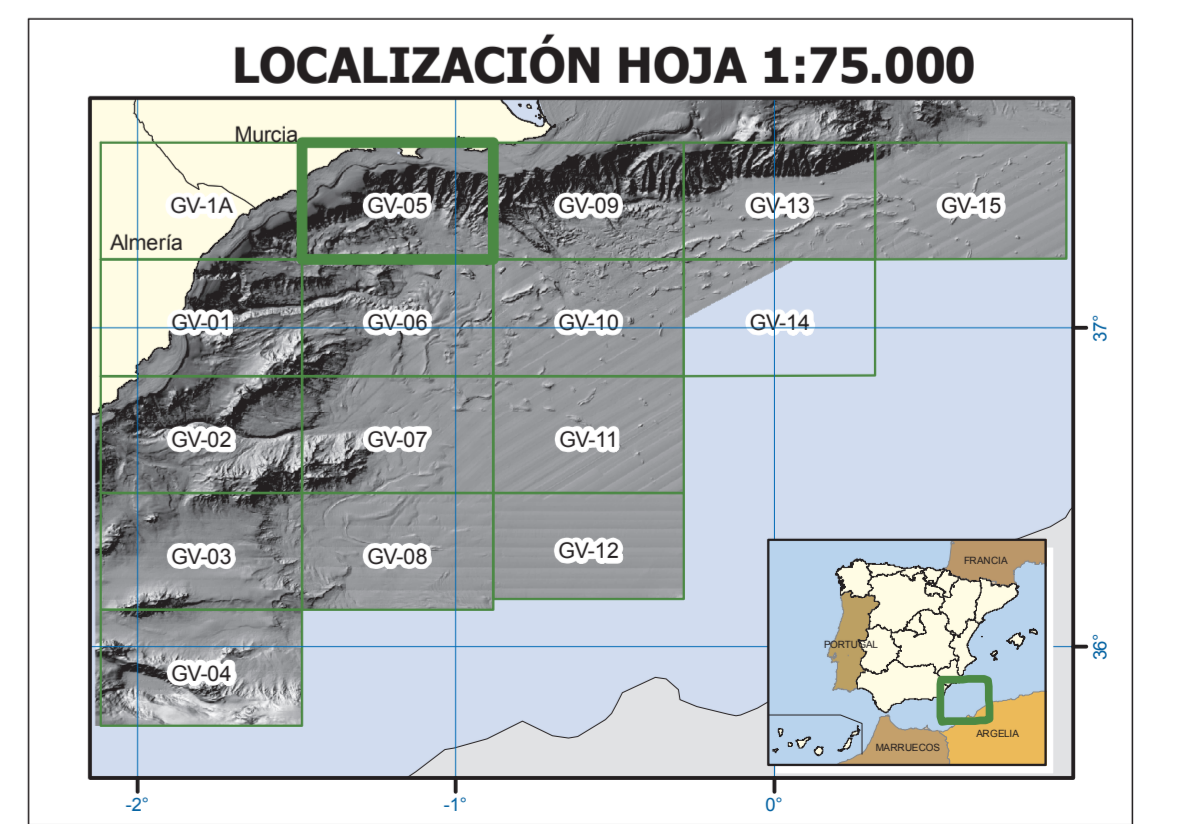 LOCALIZACIÓN HOJA 1:75.000
Murcia
GV-1A
GV-05
GV-09
GV-13
GV-15
Almería
GV-01
GV-06
GV-10
GV-14
37°
GV-02
GV-07
GV-11
GV-03
GV-08
GV-12
FRANCIA
PORTUGAL
36°
GV-04
ARGELIA
MARRUECOS
-2°
-1°
0°